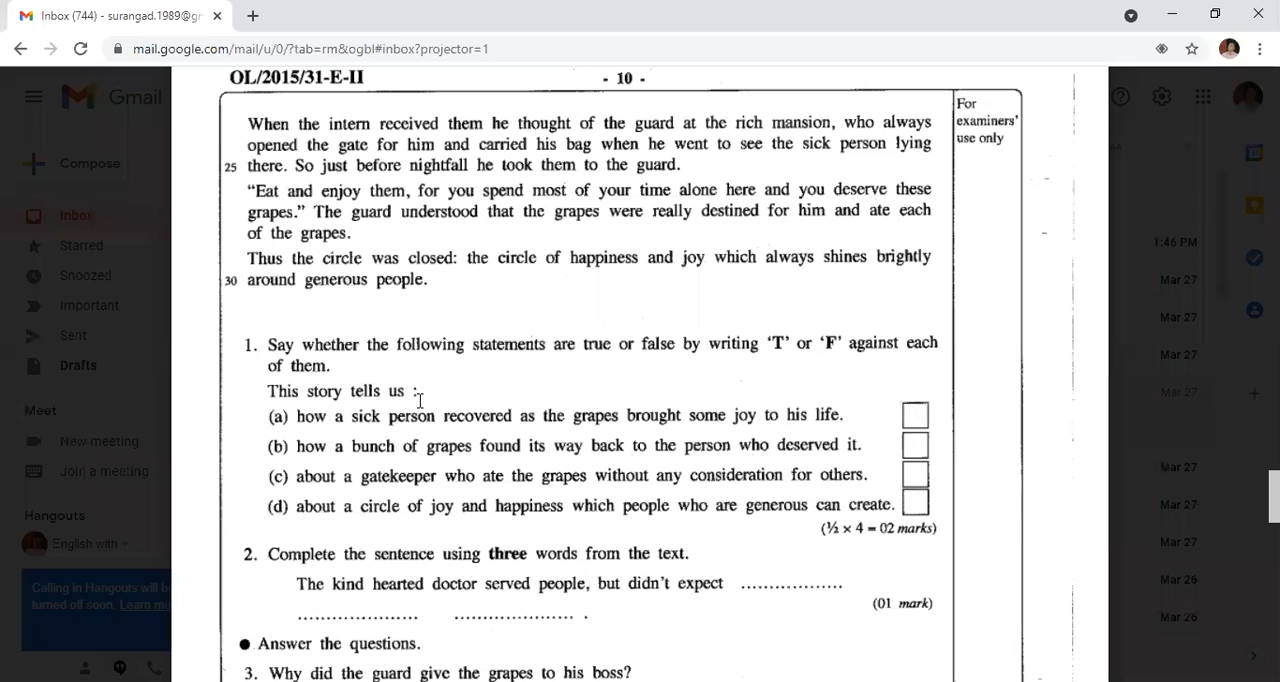 Inbox (744) - surangad.1989@gr
mail.google.com/mail/u/0/?tab=rm&ogbl#inbox?projector=1
Gmail
Compose
Inbox
Starred
Snoozed
Important
Sent
Drafts
Meet
New meeting
Join a meeting
Hangouts
English with
Calling in Hangouts will b
turned off soon. Learn mo
OL/2015/31-E-II
- 10 -
For
examiners'
use only
When the intern received them he thought of the guard at the rich mansion, who always
opened the gate for him and carried his bag when he went to see the sick person lying
25 there. So just before nightfall he took them to the guard.
“Eat and enjoy them, for you spend most of your time alone here and you deserve these
grapes.” The guard understood that the grapes were really destined for him and ate each
of the grapes.
Thus the circle was closed: the circle of happiness and joy which always shines brightly
30 around generous people.
1. Say whether the following statements are true or false by writing ‘T’ or ‘F’ against each
of them.
This story tells us :-
(a) how a sick person recovered as the grapes brought some joy to his life.
(b) how a bunch of grapes found its way back to the person who deserved it.
(c) about a gatekeeper who ate the grapes without any consideration for others.
(d) about a circle of joy and happiness which people who are generous can create.
(½ × 4 = 02 marks)
2. Complete the sentence using three words from the text.
The kind hearted doctor served people, but didn't expect .................
(01 mark)
.................... .................... .
● Answer the questions.
3. Why did the guard give the grapes to his boss?
1:46 PM
Mar 27
Mar 27
Mar 27
Mar 27
Mar 27
Mar 27
Mar 27
Mar 26
Mar 26